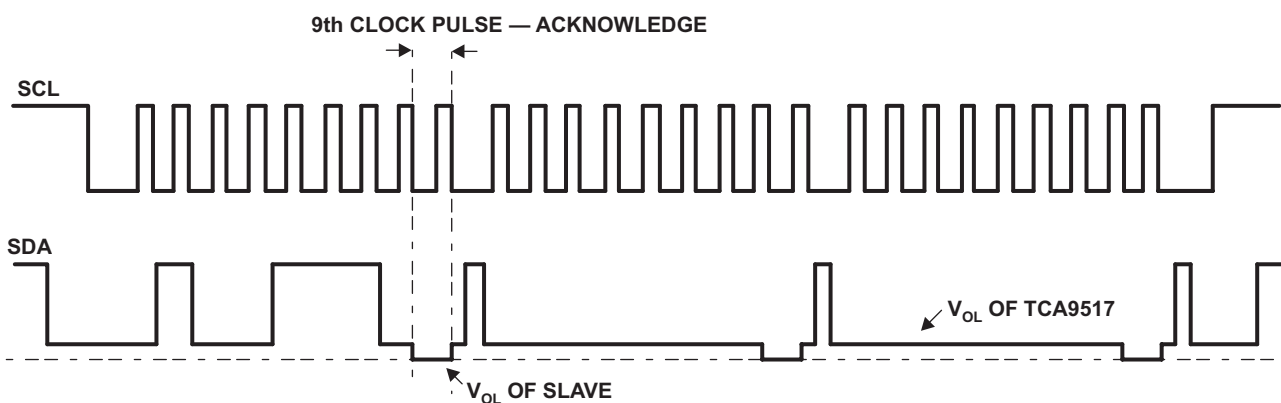 9th CLOCK PULSE — ACKNOWLEDGE
SCL
SDA
VOL OF TCA9517
VOL OF SLAVE